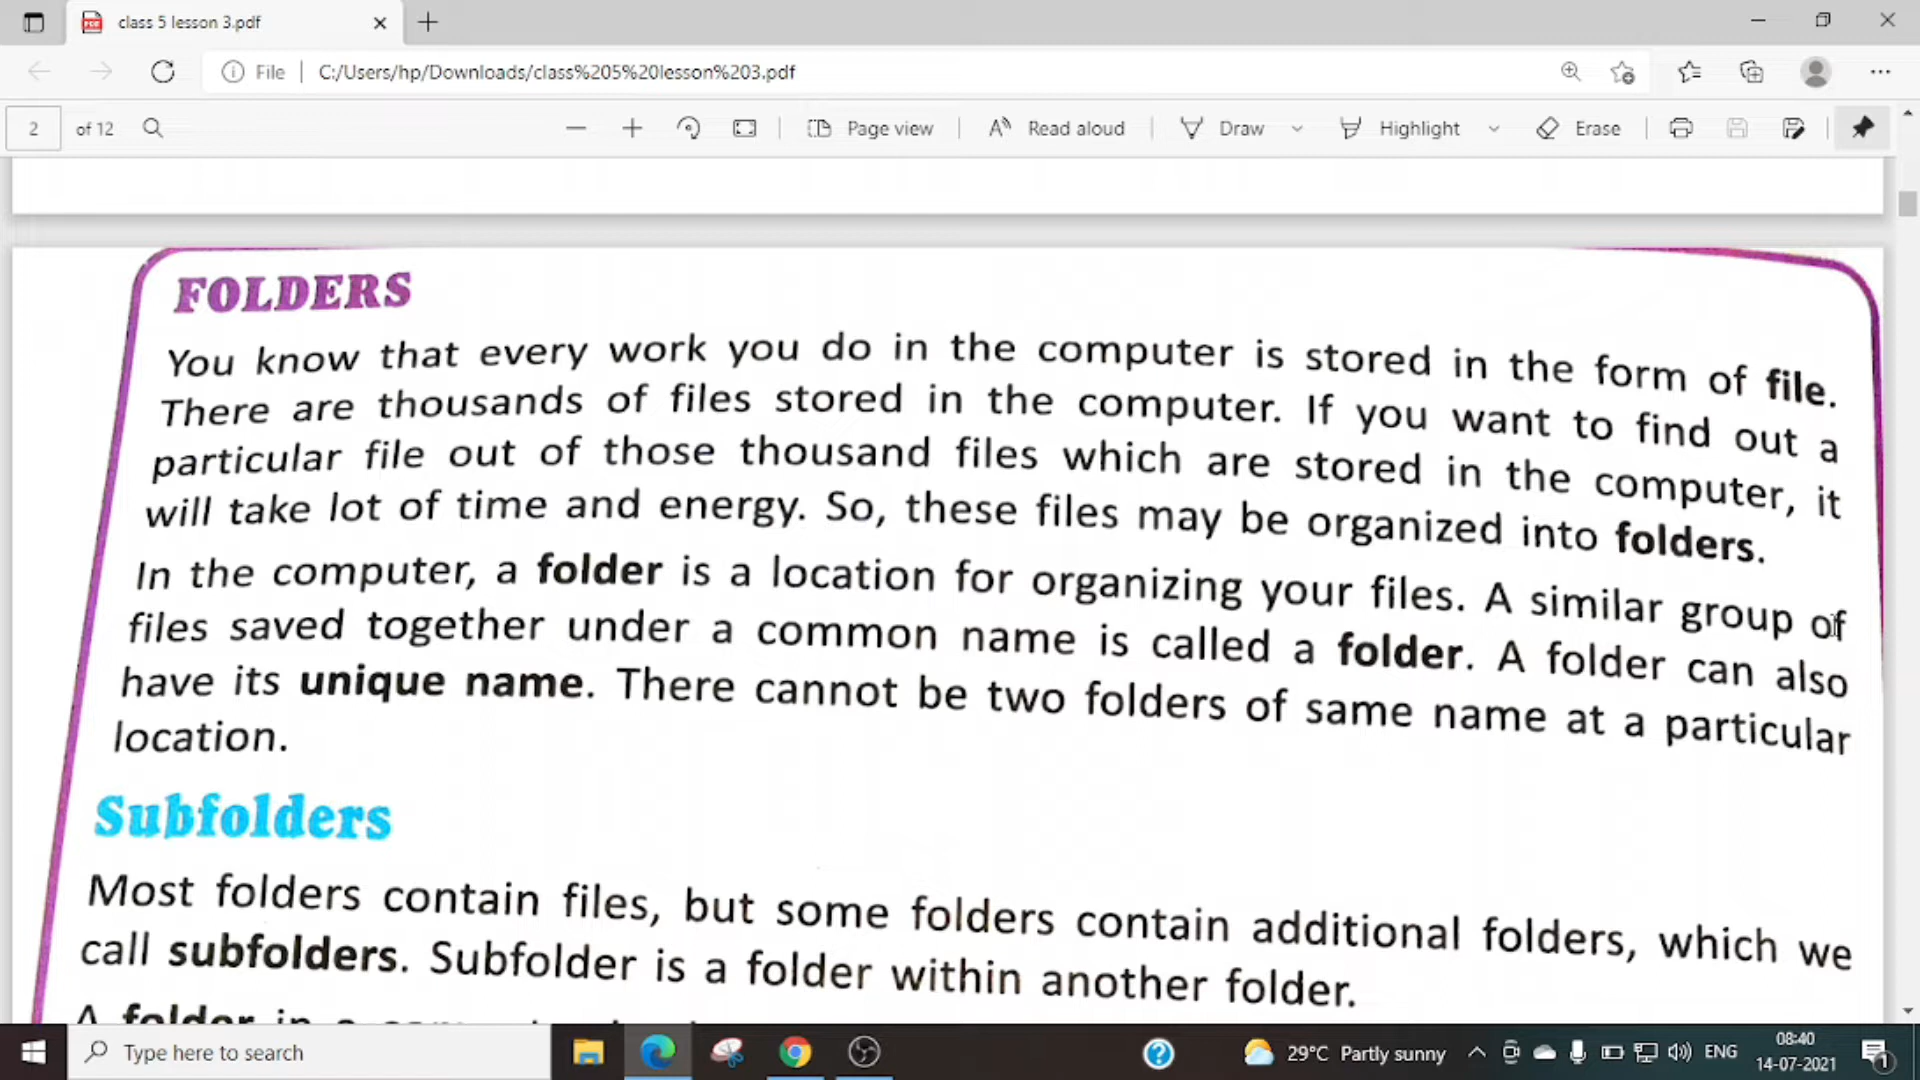 class 5 lesson 3.pdf
File C:/Users/hp/Downloads/class%205%20lesson%203.pdf
2 of 12 Page view Read aloud Draw Highlight Erase
FOLDERS
You know that every work you do in the computer is stored in the form of file.
There are thousands of files stored in the computer. If you want to find out a
particular file out of those thousand files which are stored in the computer, it
will take lot of time and energy. So, these files may be organized into folders.
In the computer, a folder is a location for organizing your files. A similar group of
files saved together under a common name is called a folder. A folder can also
have its unique name. There cannot be two folders of same name at a particular
location.
Subfolders
Most folders contain files, but some folders contain additional folders, which we
call subfolders. Subfolder is a folder within another folder.
A folder in a
Type here to search 29°C Partly sunny ENG 08:40
14-07-2021 1